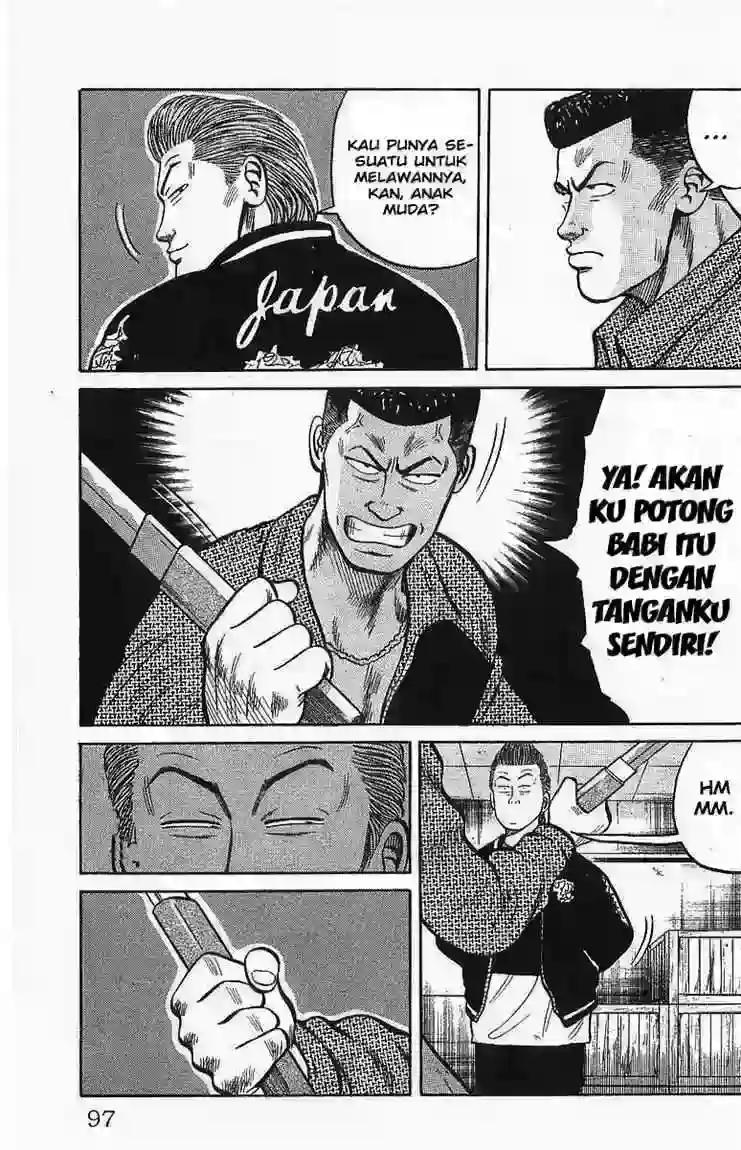 ...
KAU PUNYA SE-
SUATU UNTUK
MELAWANNYA,
KAN, ANAK
MUDA?
Japan
YA! AKAN
KU POTONG
BABI ITU
DENGAN
TANGANKU
SENDIRI!
HM
MM.
97